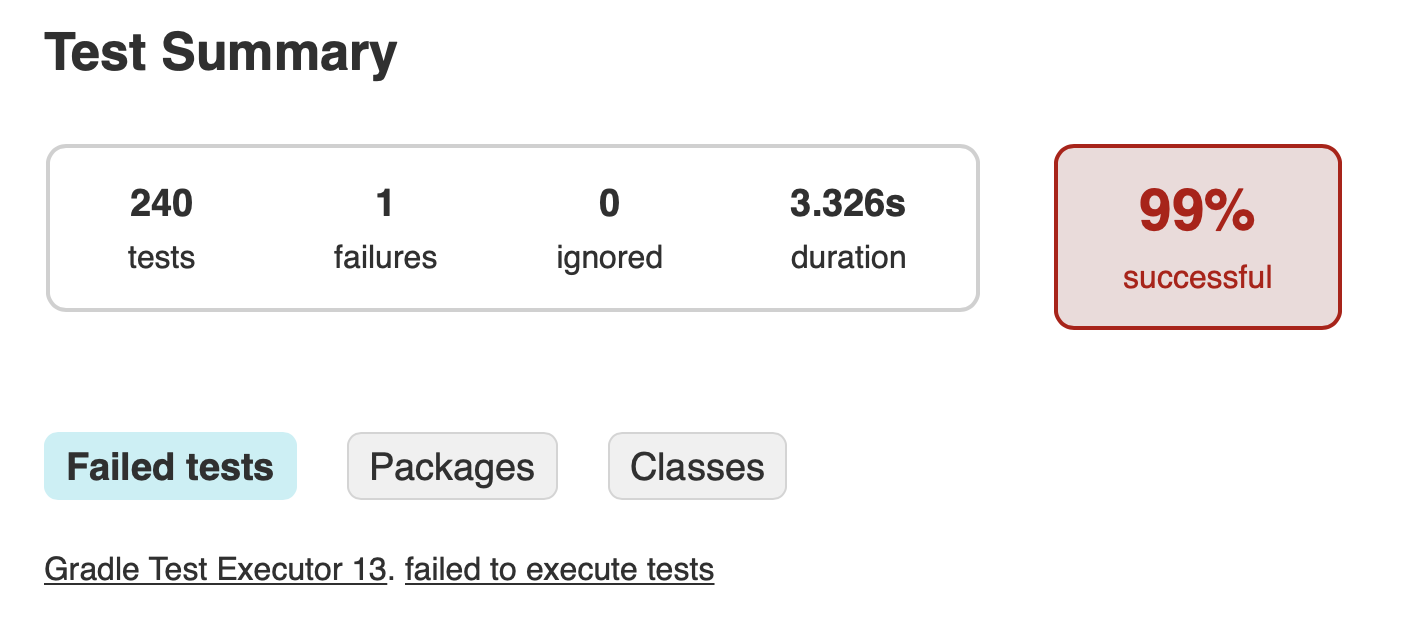 Test Summary
240 1 0 3.326s
tests failures ignored duration
99%
successful
Failed tests Packages Classes
Gradle Test Executor 13. failed to execute tests